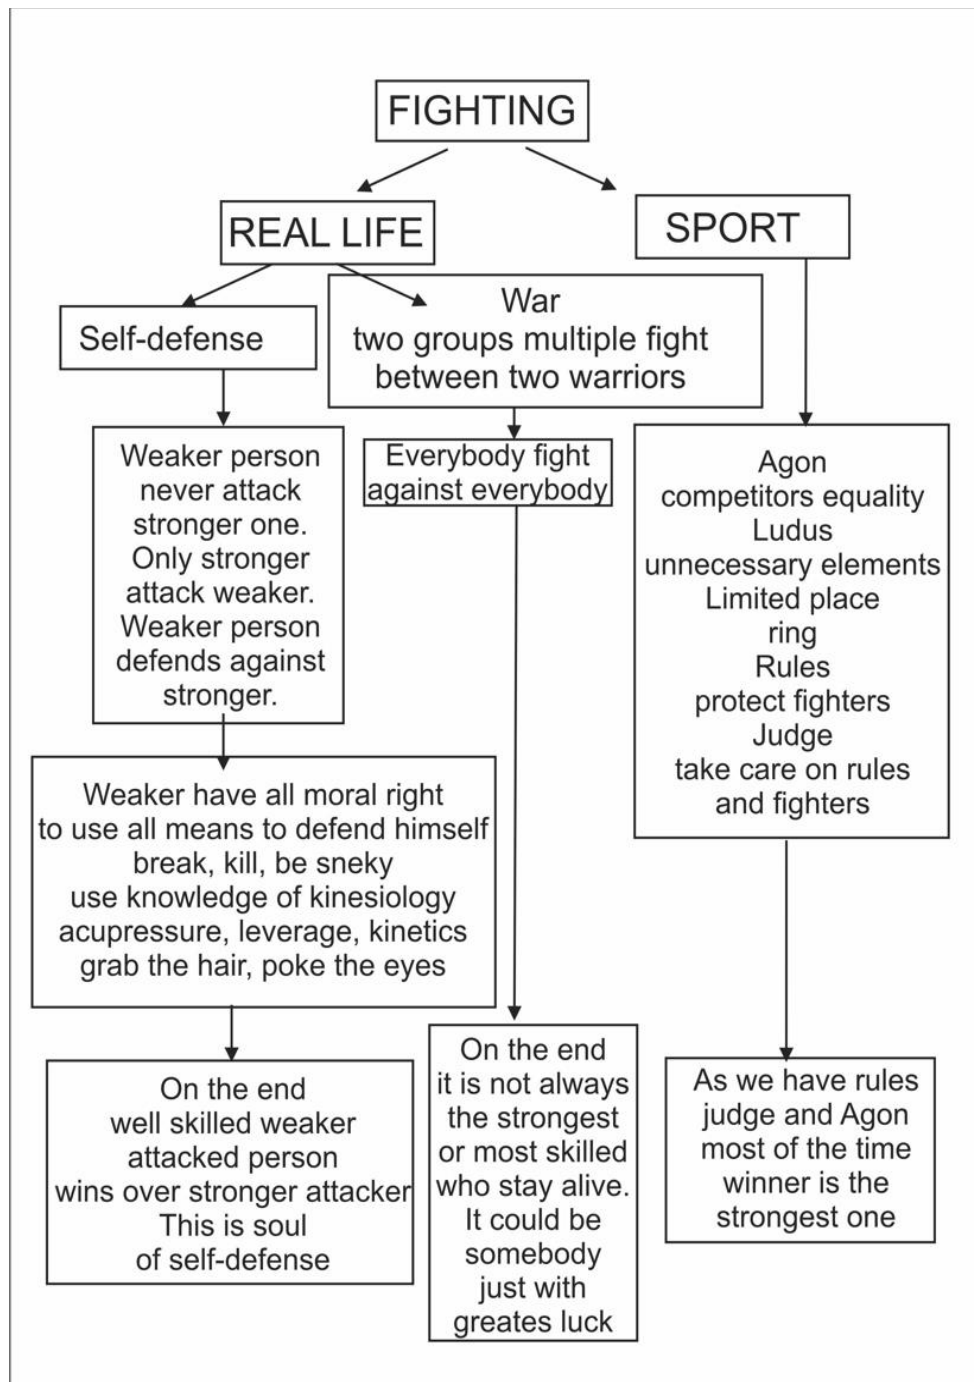 FIGHTING
REAL LIFE
SPORT
Self-defense
War
two groups multiple fight
between two warriors
Weaker person
never attack
stronger one.
Only stronger
attack weaker.
Weaker person
defends against
stronger.
Everybody fight
against everybody
Agon
competitors equality
Ludus
unnecessary elements
Limited place
ring
Rules
protect fighters
Judge
take care on rules
and fighters
Weaker have all moral right
to use all means to defend himself
break, kill, be sneky
use knowledge of kinesiology
acupressure, leverage, kinetics
grab the hair, poke the eyes
On the end
well skilled weaker
attacked person
wins over stronger attacker
This is soul
of self-defense
On the end
it is not always
the strongest
or most skilled
who stay alive.
It could be
somebody
just with
greates luck
As we have rules
judge and Agon
most of the time
winner is the
strongest one